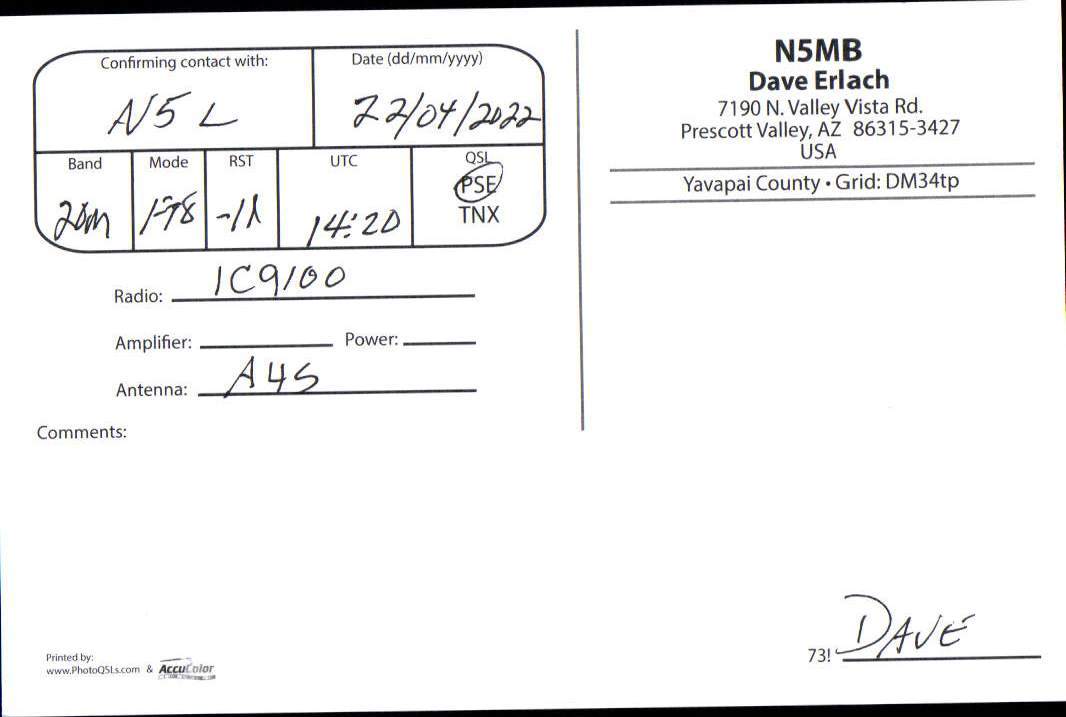 Confirming contact with:
N5L
Date (dd/mm/yyyy)
22/04/2022
Band
20m
Mode
FT8
RST
-11
UTC
14:20
QSL
PSE
TNX
Radio: IC9100
Amplifier:
Power:
Antenna: A4S
Comments:
Printed by:
www.PhotoQSLs.com & AccuColor
N5MB
Dave Erlach
7190 N. Valley Vista Rd.
Prescott Valley, AZ 86315-3427
USA
Yavapai County • Grid: DM34tp
73! DAVE